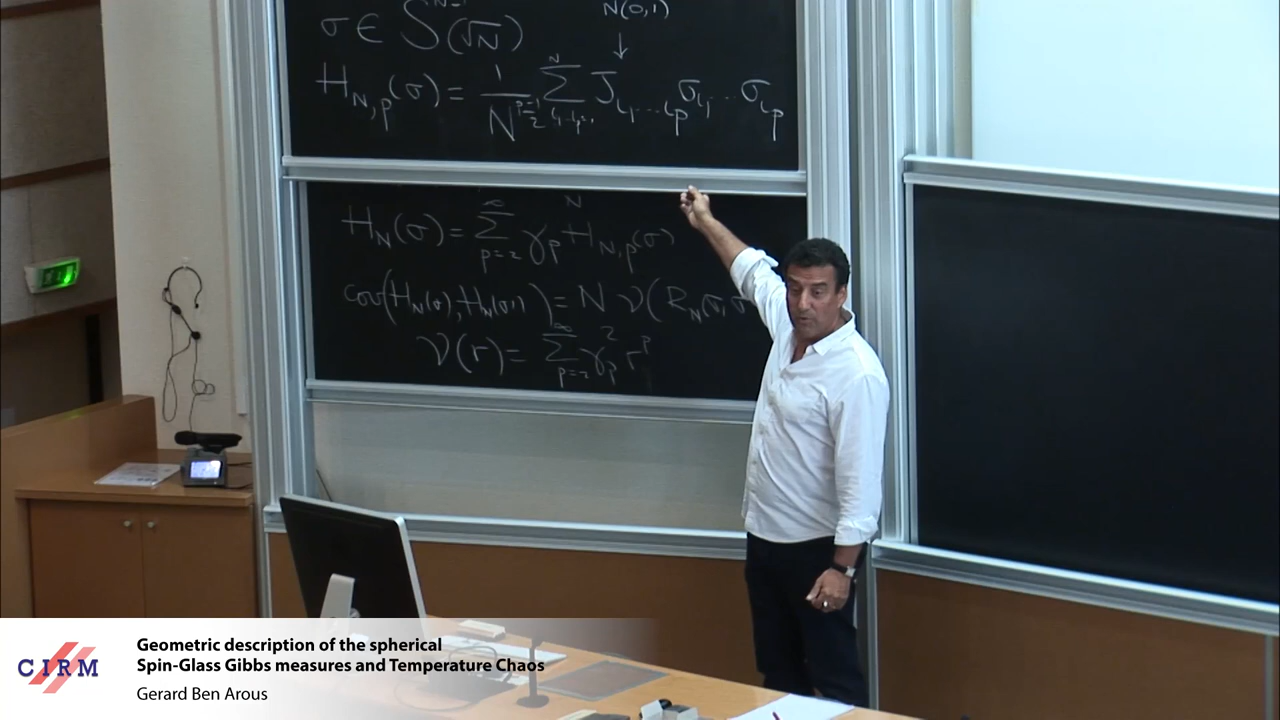 σ ∈ S^{N-1}(√N)
N(0,1)
↓
H_{N,p}(σ) = 1/N^{(p-1)/2} Σ_{i_1…i_p=1}^{N} J_{i_1…i_p} σ_{i_1} … σ_{i_p}
N
H_N(σ) = Σ_{p=2}^{∞} γ_p H_{N,p}(σ)
cov(H_N(σ), H_N(σ')) = N ν(R_N(σ, σ
ν(r) = Σ_{p=2}^{∞} γ_p^2 r^p
CIRM
Geometric description of the spherical
Spin-Glass Gibbs measures and Temperature Chaos
Gerard Ben Arous